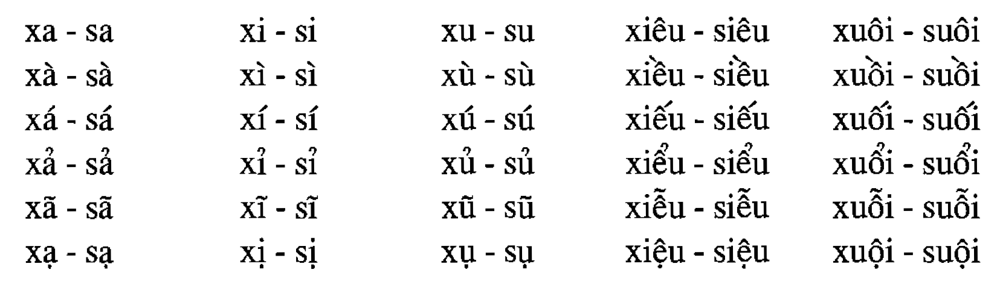 xa - sa xi - si xu - su xiêu - siêu xuôi - suôi
xà - sà xì - sì xù - sù xiều - siều xuồi - suồi
xá - sá xí - sí xú - sú xiếu - siếu xuối - suối
xả - sả xỉ - sỉ xủ - sủ xiểu - siểu xuổi - suổi
xã - sã xĩ - sĩ xũ - sũ xiễu - siễu xuỗi - suỗi
xạ - sạ xị - sị xụ - sụ xiệu - siệu xuội - suội